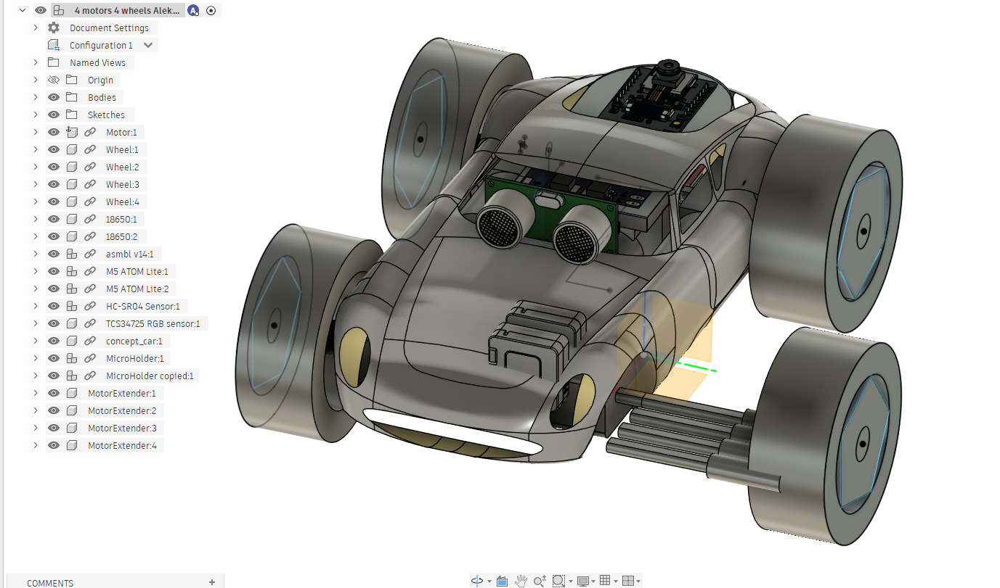 4 motors 4 wheels Alek... A
Document Settings
Configuration 1
Named Views
Origin
Bodies
Sketches
Motor:1
Wheel:1
Wheel:2
Wheel:3
Wheel:4
18650:1
18650:2
asmbl v14:1
M5 ATOM Lite:1
M5 ATOM Lite:2
HC-SR04 Sensor:1
TCS34725 RGB sensor:1
concept_car:1
MicroHolder:1
MicroHolder copied:1
MotorExtender:1
MotorExtender:2
MotorExtender:3
MotorExtender:4
COMMENTS